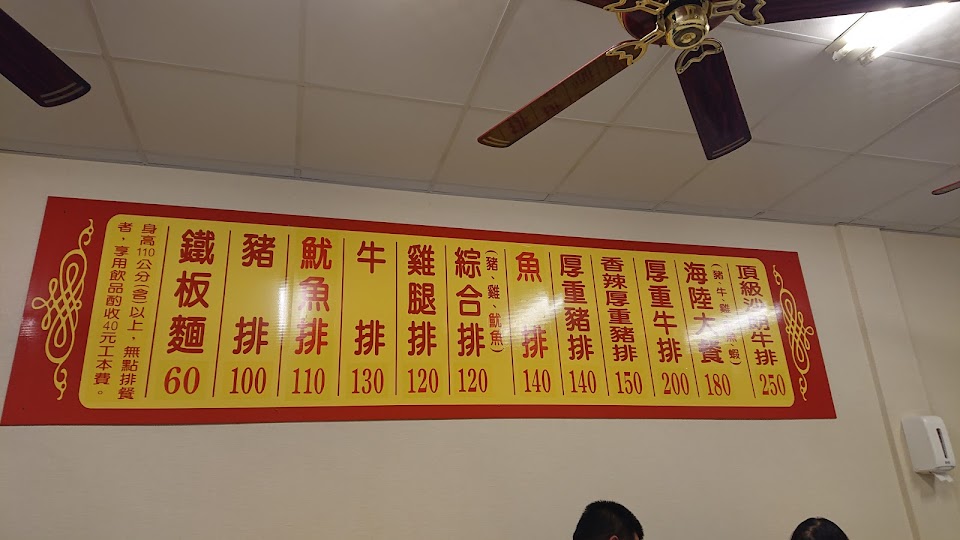 頂級沙朗牛排 250
海陸大餐 (豬、牛、雞 蝦) 180
厚重牛排 200
香辣厚重豬排 150
厚重豬排 140
魚排 140
綜合排 (豬、雞、魷魚) 120
雞腿排 120
牛排 130
魷魚排 110
豬排 100
鐵板麵 60
身高110公分(含)以上，無點排餐
者，享用飲品酌收40元工本費。